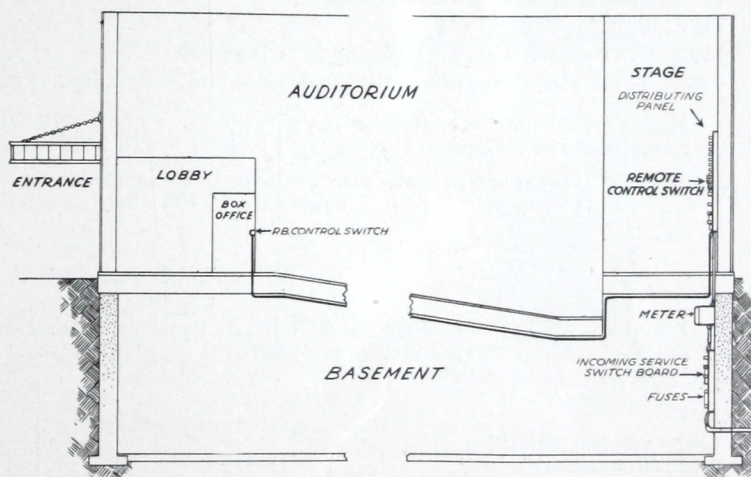 AUDITORIUM
STAGE
DISTRIBUTING
PANEL
ENTRANCE
LOBBY
BOX
OFFICE
REMOTE
CONTROL SWITCH
P.B. CONTROL SWITCH
METER
BASEMENT
INCOMING SERVICE
SWITCH BOARD
FUSES